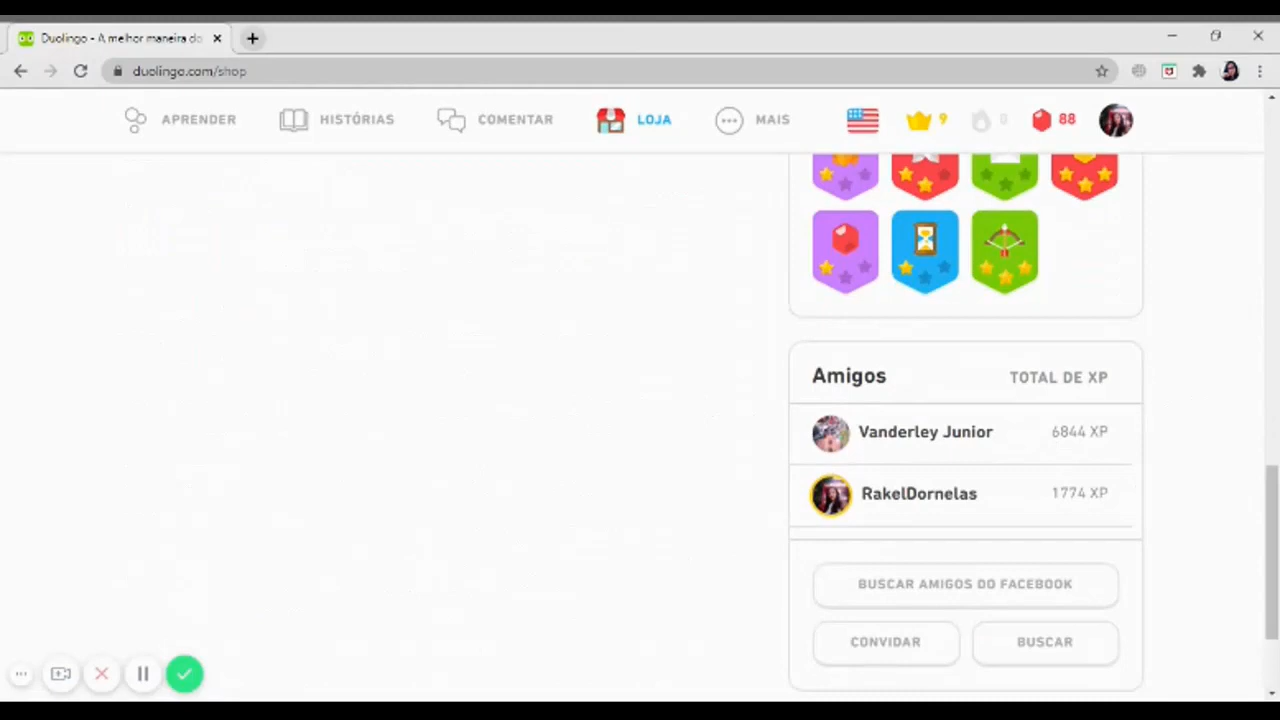 Duolingo - A melhor maneira do
duolingo.com/shop
APRENDER
HISTÓRIAS
COMENTAR
LOJA
MAIS
9
0
88
Amigos
TOTAL DE XP
Vanderley Junior
6844 XP
RakelDornelas
1774 XP
BUSCAR AMIGOS DO FACEBOOK
CONVIDAR
BUSCAR